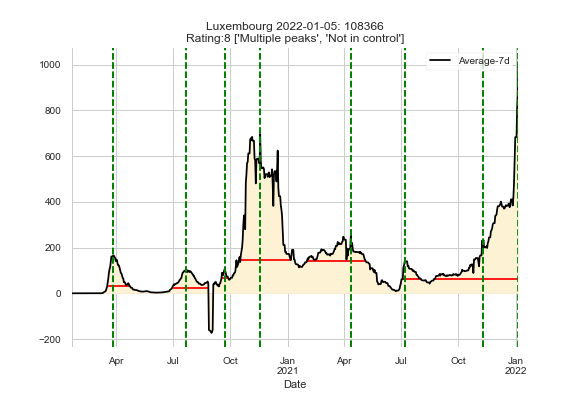 Luxembourg 2022-01-05: 108366
Rating:8 ['Multiple peaks', 'Not in control']
Average-7d
1000
800
600
400
200
0
−200
Apr
Jul
Oct
Jan
2021
Apr
Jul
Oct
Jan
2022
Date